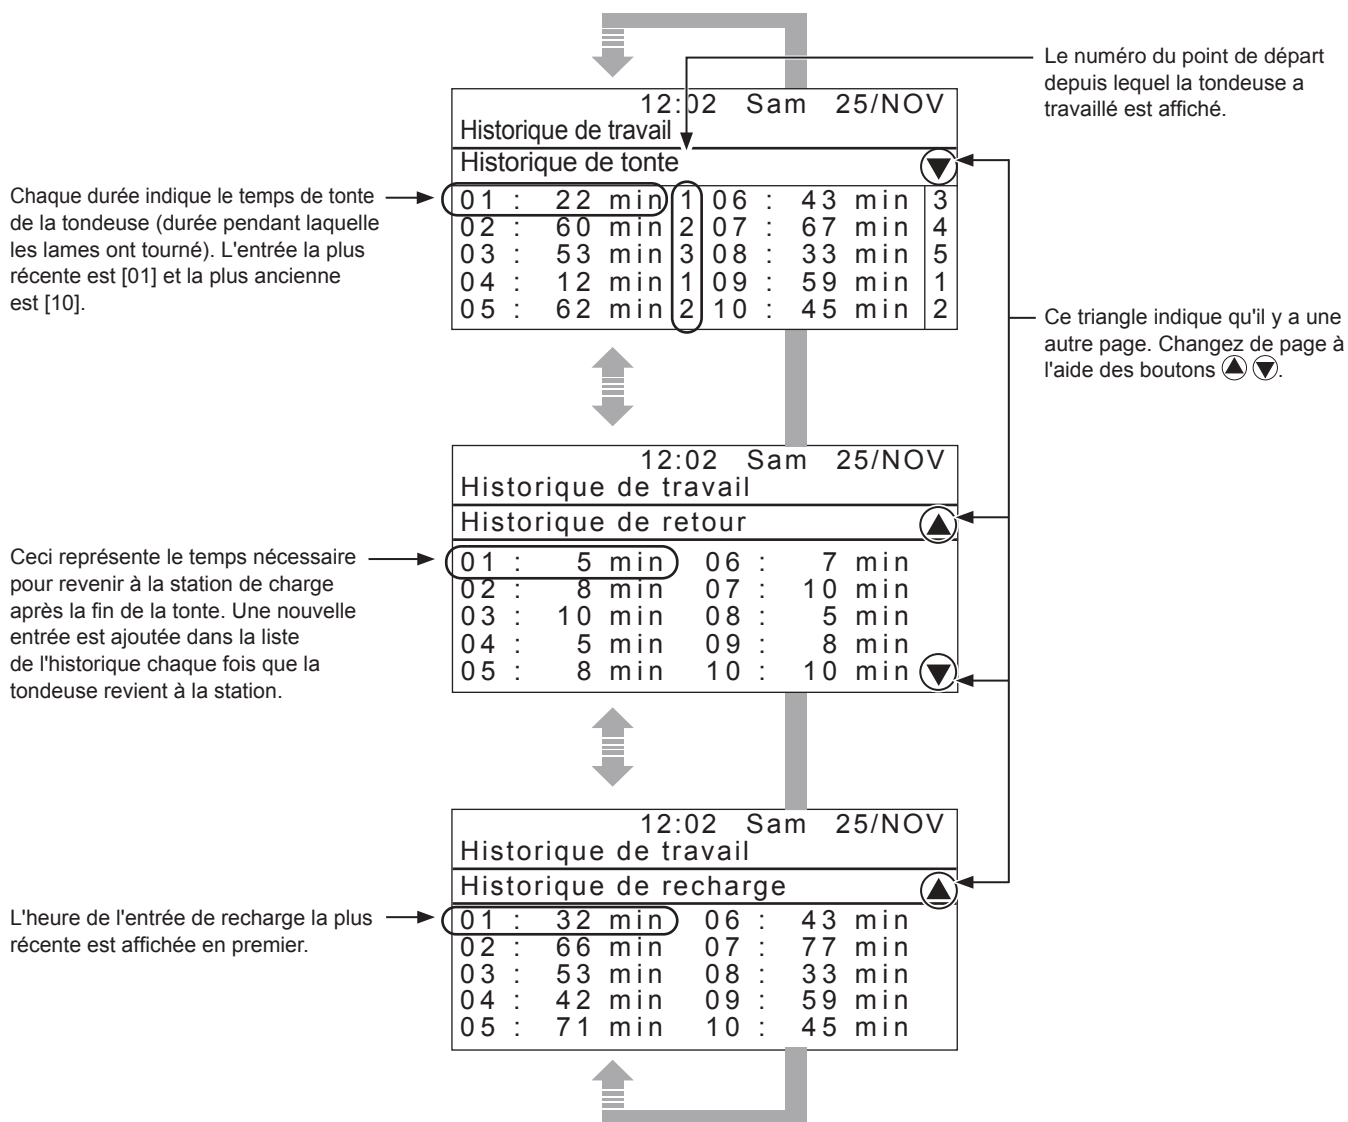 Le numéro du point de départ
depuis lequel la tondeuse a
travaillé est affiché.
12:02 Sam 25/NOV
Historique de travail
Historique de tonte
Chaque durée indique le temps de tonte
de la tondeuse (durée pendant laquelle
les lames ont tourné). L'entrée la plus
récente est [01] et la plus ancienne
est [10].
01 : 22 min 1 06 : 43 min 3
02 : 60 min 2 07 : 67 min 4
03 : 53 min 3 08 : 33 min 5
04 : 12 min 1 09 : 59 min 1
05 : 62 min 2 10 : 45 min 2
Ce triangle indique qu'il y a une
autre page. Changez de page à
l'aide des boutons ▲ ▼.
12:02 Sam 25/NOV
Historique de travail
Historique de retour
Ceci représente le temps nécessaire
pour revenir à la station de charge
après la fin de la tonte. Une nouvelle
entrée est ajoutée dans la liste
de l'historique chaque fois que la
tondeuse revient à la station.
01 : 5 min 06 : 7 min
02 : 8 min 07 : 10 min
03 : 10 min 08 : 5 min
04 : 5 min 09 : 8 min
05 : 8 min 10 : 10 min
12:02 Sam 25/NOV
Historique de travail
Historique de recharge
L'heure de l'entrée de recharge la plus
récente est affichée en premier.
01 : 32 min 06 : 43 min
02 : 66 min 07 : 77 min
03 : 53 min 08 : 33 min
04 : 42 min 09 : 59 min
05 : 71 min 10 : 45 min